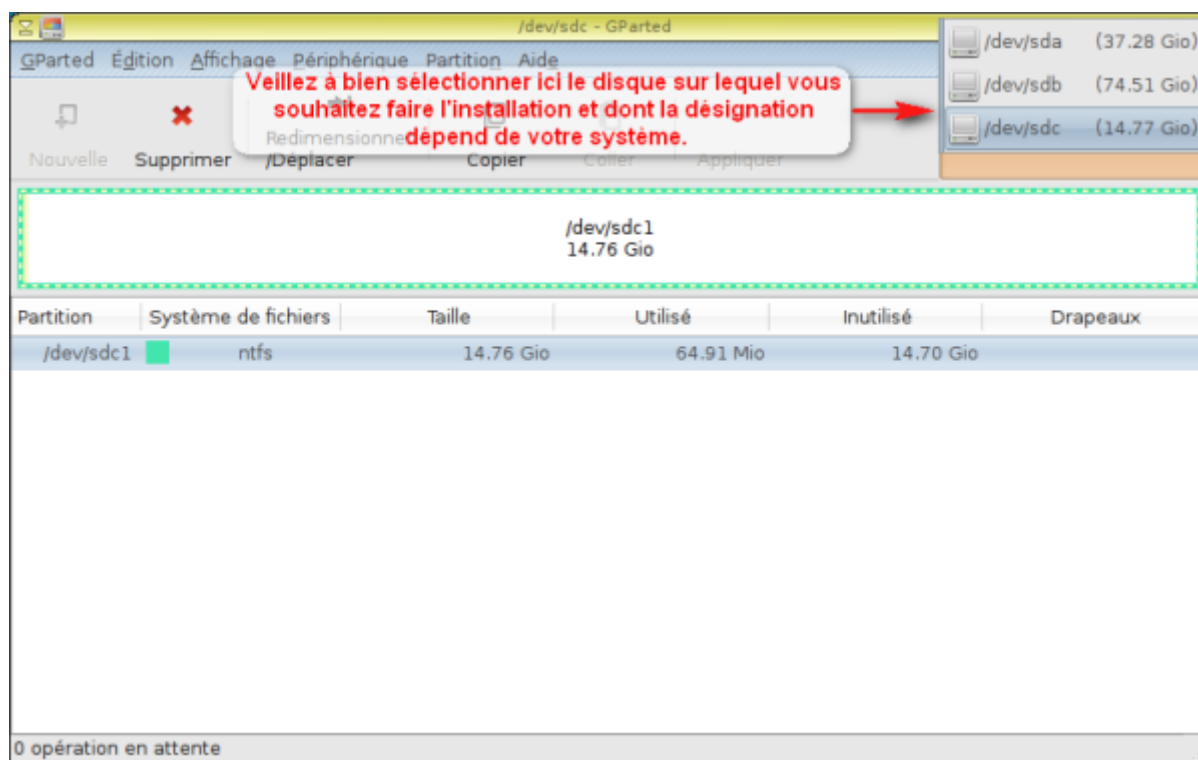 /dev/sdc - GParted
GParted Édition Affichage Périphérique Partition Aide
Veillez à bien sélectionner ici le disque sur lequel vous
souhaitez faire l'installation et dont la désignation
dépend de votre système.
/dev/sda (37.28 Gio)
/dev/sdb (74.51 Gio)
/dev/sdc (14.77 Gio)
Nouvelle Supprimer Redimensionner
/Déplacer Copier Coller Appliquer
/dev/sdc1
14.76 Gio
Partition Système de fichiers Taille Utilisé Inutilisé Drapeaux
/dev/sdc1 ntfs 14.76 Gio 64.91 Mio 14.70 Gio
0 opération en attente